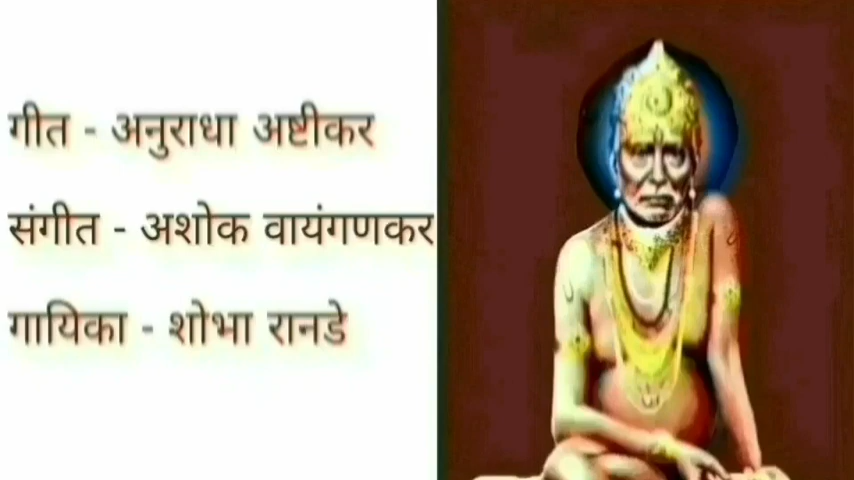 गीत - अनुराधा अष्टीकर
संगीत - अशोक वायंगणकर
गायिका - शोभा रानडे